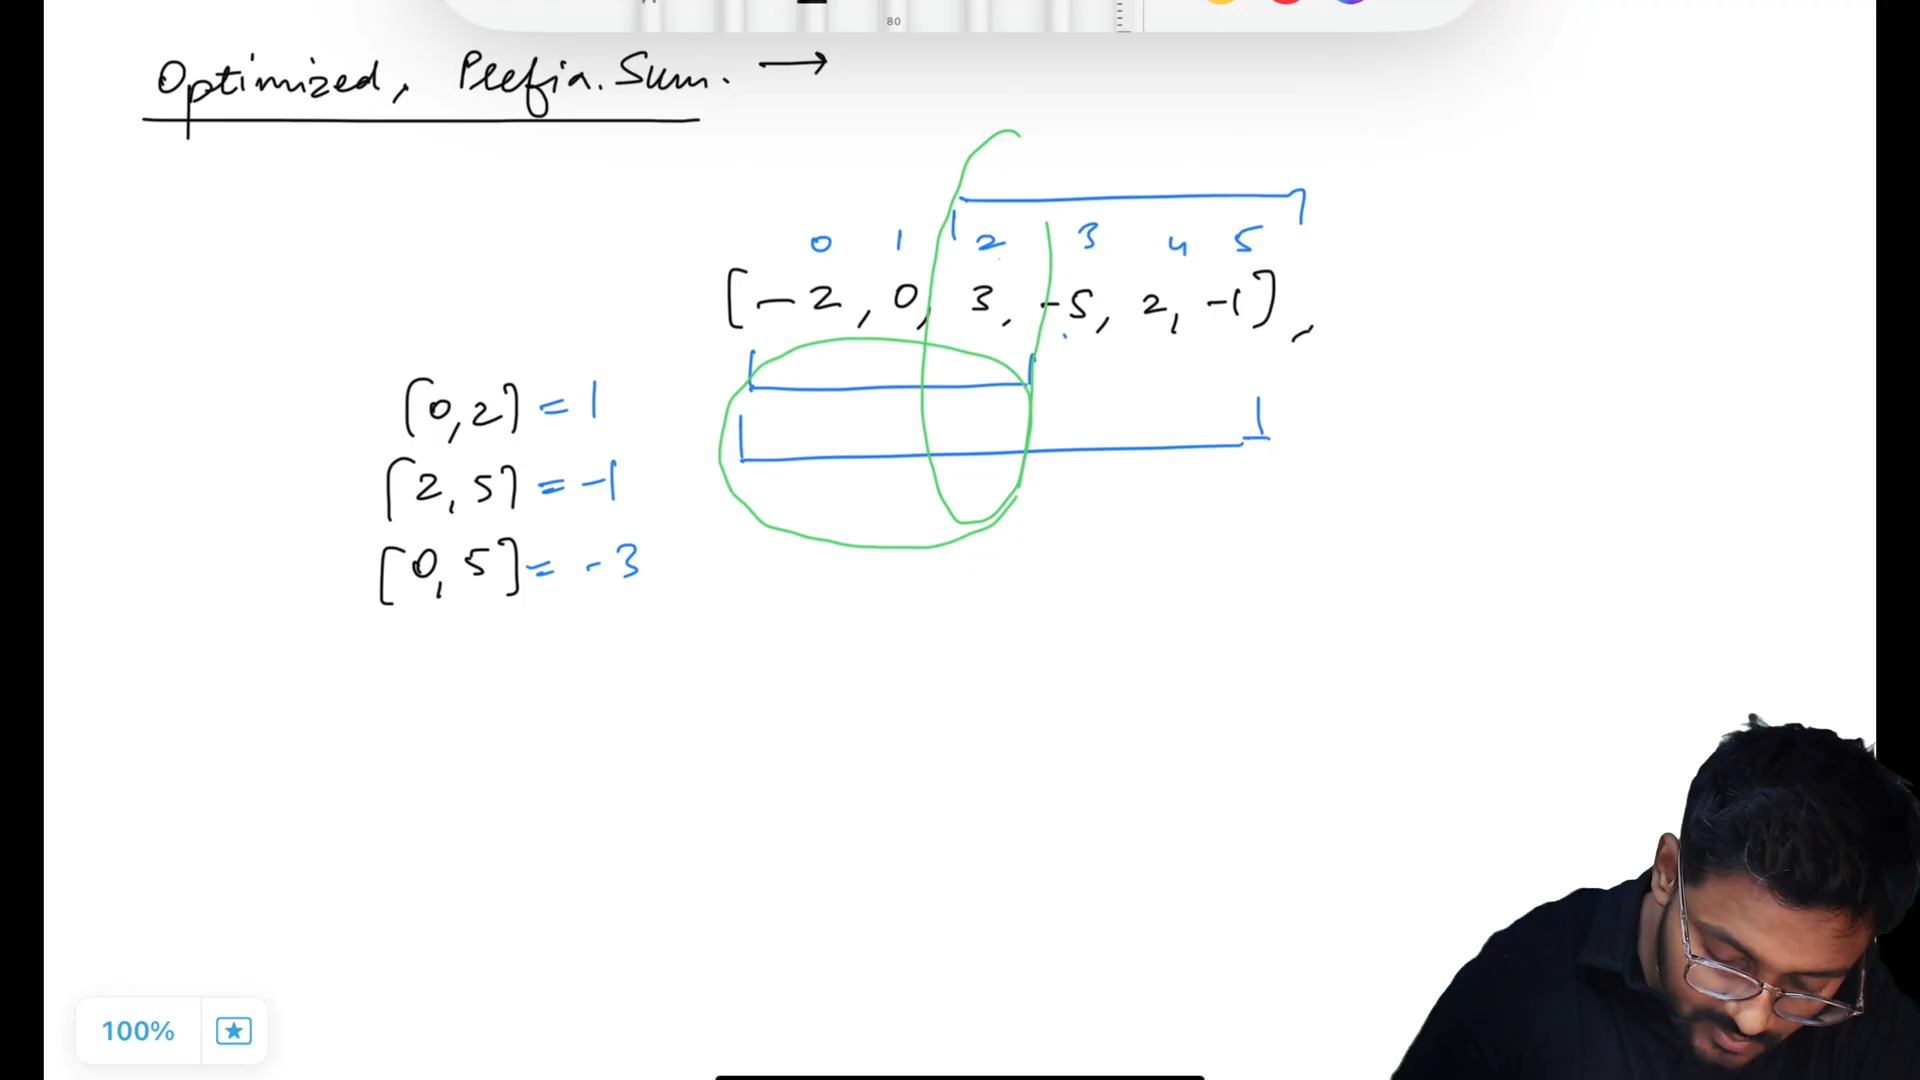 80
Optimized, Prefix. Sum. →
0 1 2 3 4 5
[-2, 0, 3, -5, 2, -1],
[0, 2] = 1
[2, 5] = -1
[0, 5] = -3
100%